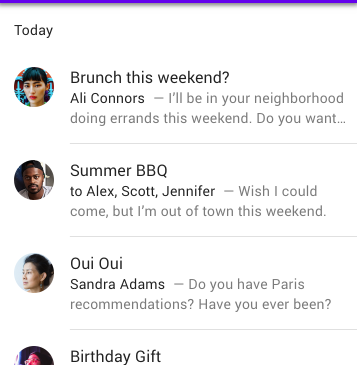 Today
Brunch this weekend?
Ali Connors — I'll be in your neighborhood
doing errands this weekend. Do you want…
Summer BBQ
to Alex, Scott, Jennifer — Wish I could
come, but I'm out of town this weekend.
Oui Oui
Sandra Adams — Do you have Paris
recommendations? Have you ever been?
Birthday Gift